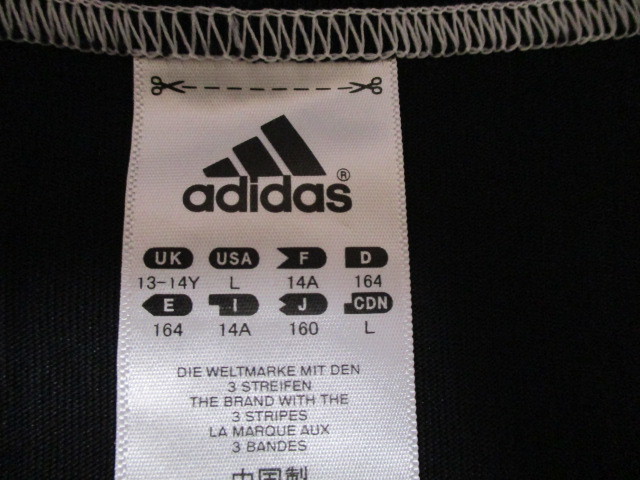 adidas®
UK USA F D
13-14Y L 14A 164
E I J CDN
164 14A 160 L
DIE WELTMARKE MIT DEN
3 STREIFEN
THE BRAND WITH THE
3 STRIPES
LA MARQUE AUX
3 BANDES
中国製